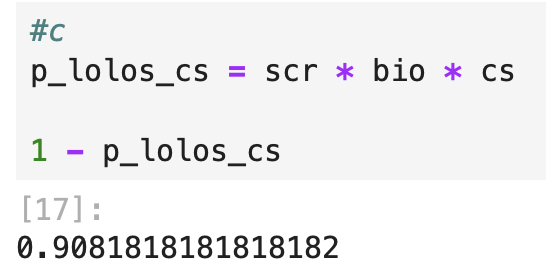 #c
p_lolos_cs = scr * bio * cs
1 - p_lolos_cs
[17]:
0.9081818181818182